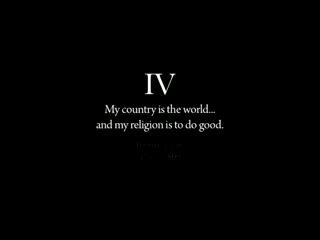 IV
My country is the world...
and my religion is to do good.